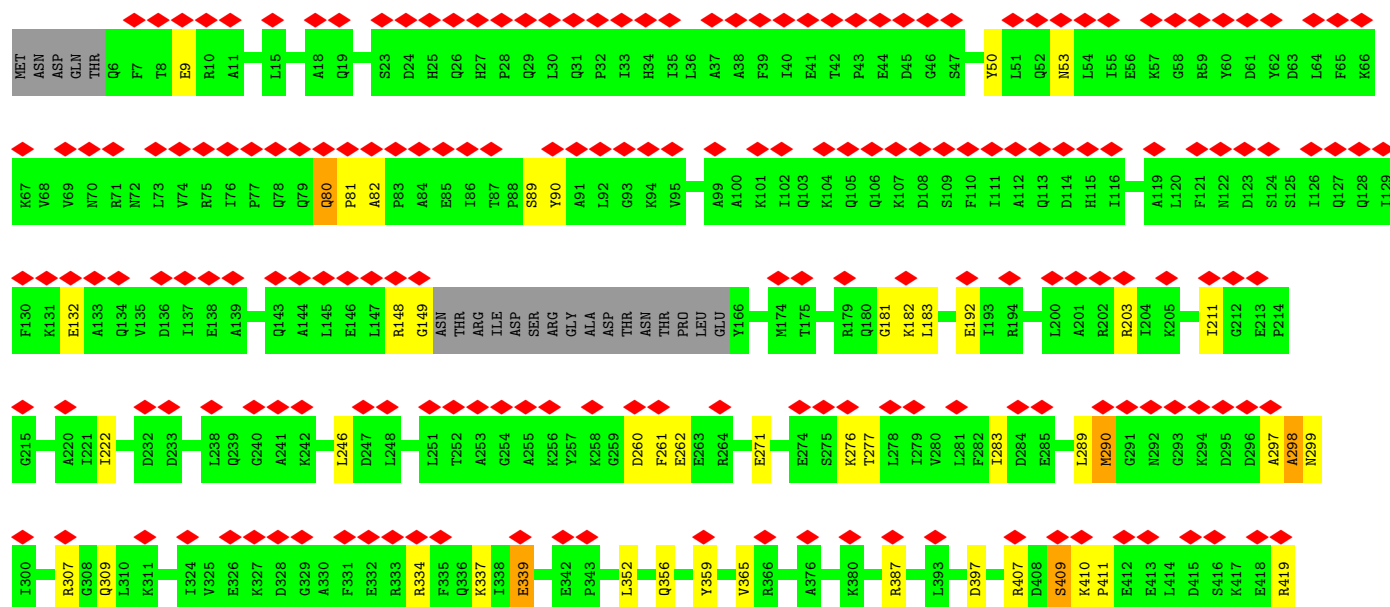 MET ASN ASP GLN THR Q6 F7 T8 E9 R10 A11 L15 A18 Q19 S23 D24 H25 Q26 H27 P28 Q29 L30 Q31 P32 I33 H34 I35 L36 A37 A38 F39 I40 E41 T42 P43 E44 D45 G46 S47 Y50 L51 Q52 N53 L54 I55 E56 K57 G58 R59 Y60 D61 Y62 D63 L64 F65 K66
K67 V68 V69 N70 R71 N72 L73 V74 R75 I76 P77 Q78 Q79 Q80 P81 A82 P83 A84 E85 I86 T87 P88 S89 Y90 A91 L92 G93 K94 V95 A99 A100 K101 I102 Q103 K104 Q105 Q106 K107 D108 S109 F110 I111 A112 Q113 D114 H115 I116 A119 L120 F121 N122 D123 S124 S125 I126 Q127 Q128 I129
F130 K131 E132 A133 Q134 V135 D136 I137 E138 A139 Q143 A144 L145 E146 L147 R148 G149 ASN THR ARG ILE ASP SER ARG GLY ALA ASP THR ASN THR PRO LEU GLU Y166 M174 T175 R179 Q180 G181 K182 L183 E192 I193 R194 L200 A201 R202 R203 I204 K205 I211 G212 E213 P214
G215 A220 I221 I222 D232 D233 L238 Q239 G240 A241 K242 L246 D247 L248 L251 T252 A253 G254 A255 K256 Y257 K258 G259 D260 F261 E262 E263 R264 E271 E274 S275 K276 T277 L278 I279 V280 L281 F282 I283 D284 E285 L289 M290 G291 N292 G293 K294 D295 D296 A297 A298 N299
I300 R307 G308 Q309 L310 K311 I324 V325 E326 K327 D328 G329 A330 F331 E332 R333 R334 F335 Q336 K337 I338 E339 E342 P343 L352 Q356 Y359 V365 R366 A376 K380 R387 L393 D397 R407 D408 S409 K410 P411 E412 E413 L414 D415 S416 K417 E418 R419